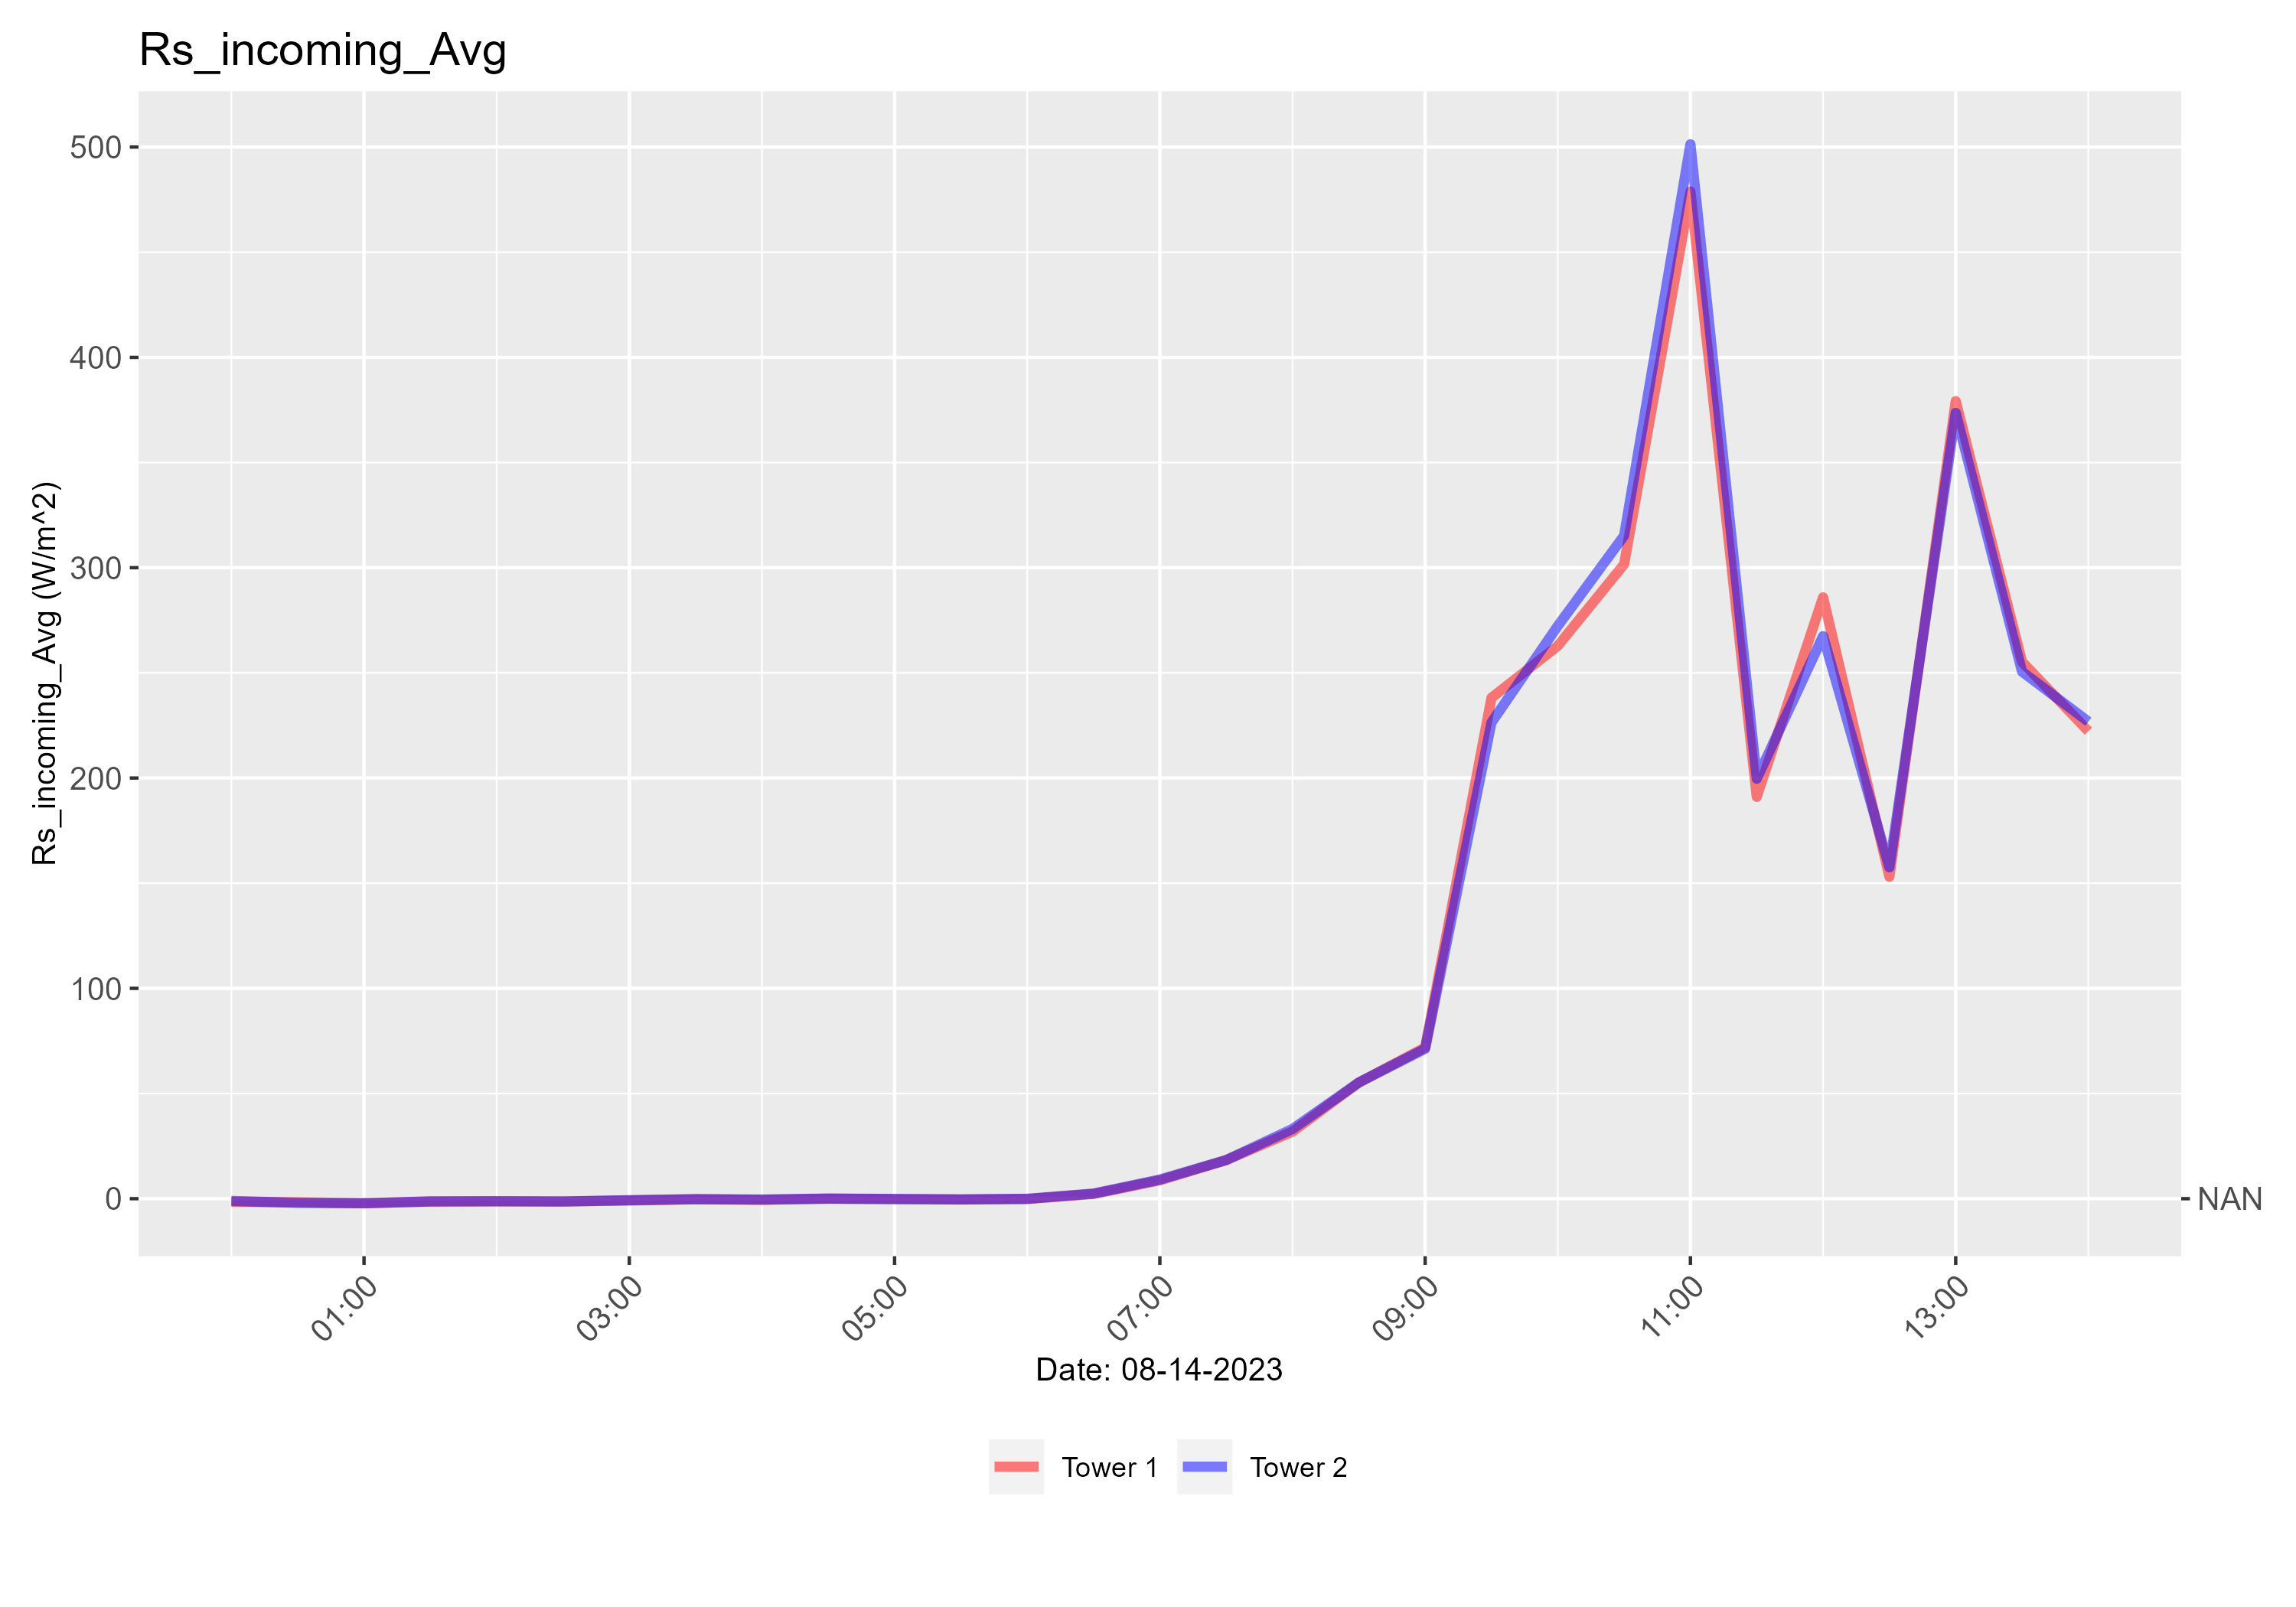 Rs_incoming_Avg
Rs_incoming_Avg (W/m^2)
500
400
300
200
100
0
NAN
01:00
03:00
05:00
07:00
09:00
11:00
13:00
Date: 08-14-2023
Tower 1
Tower 2